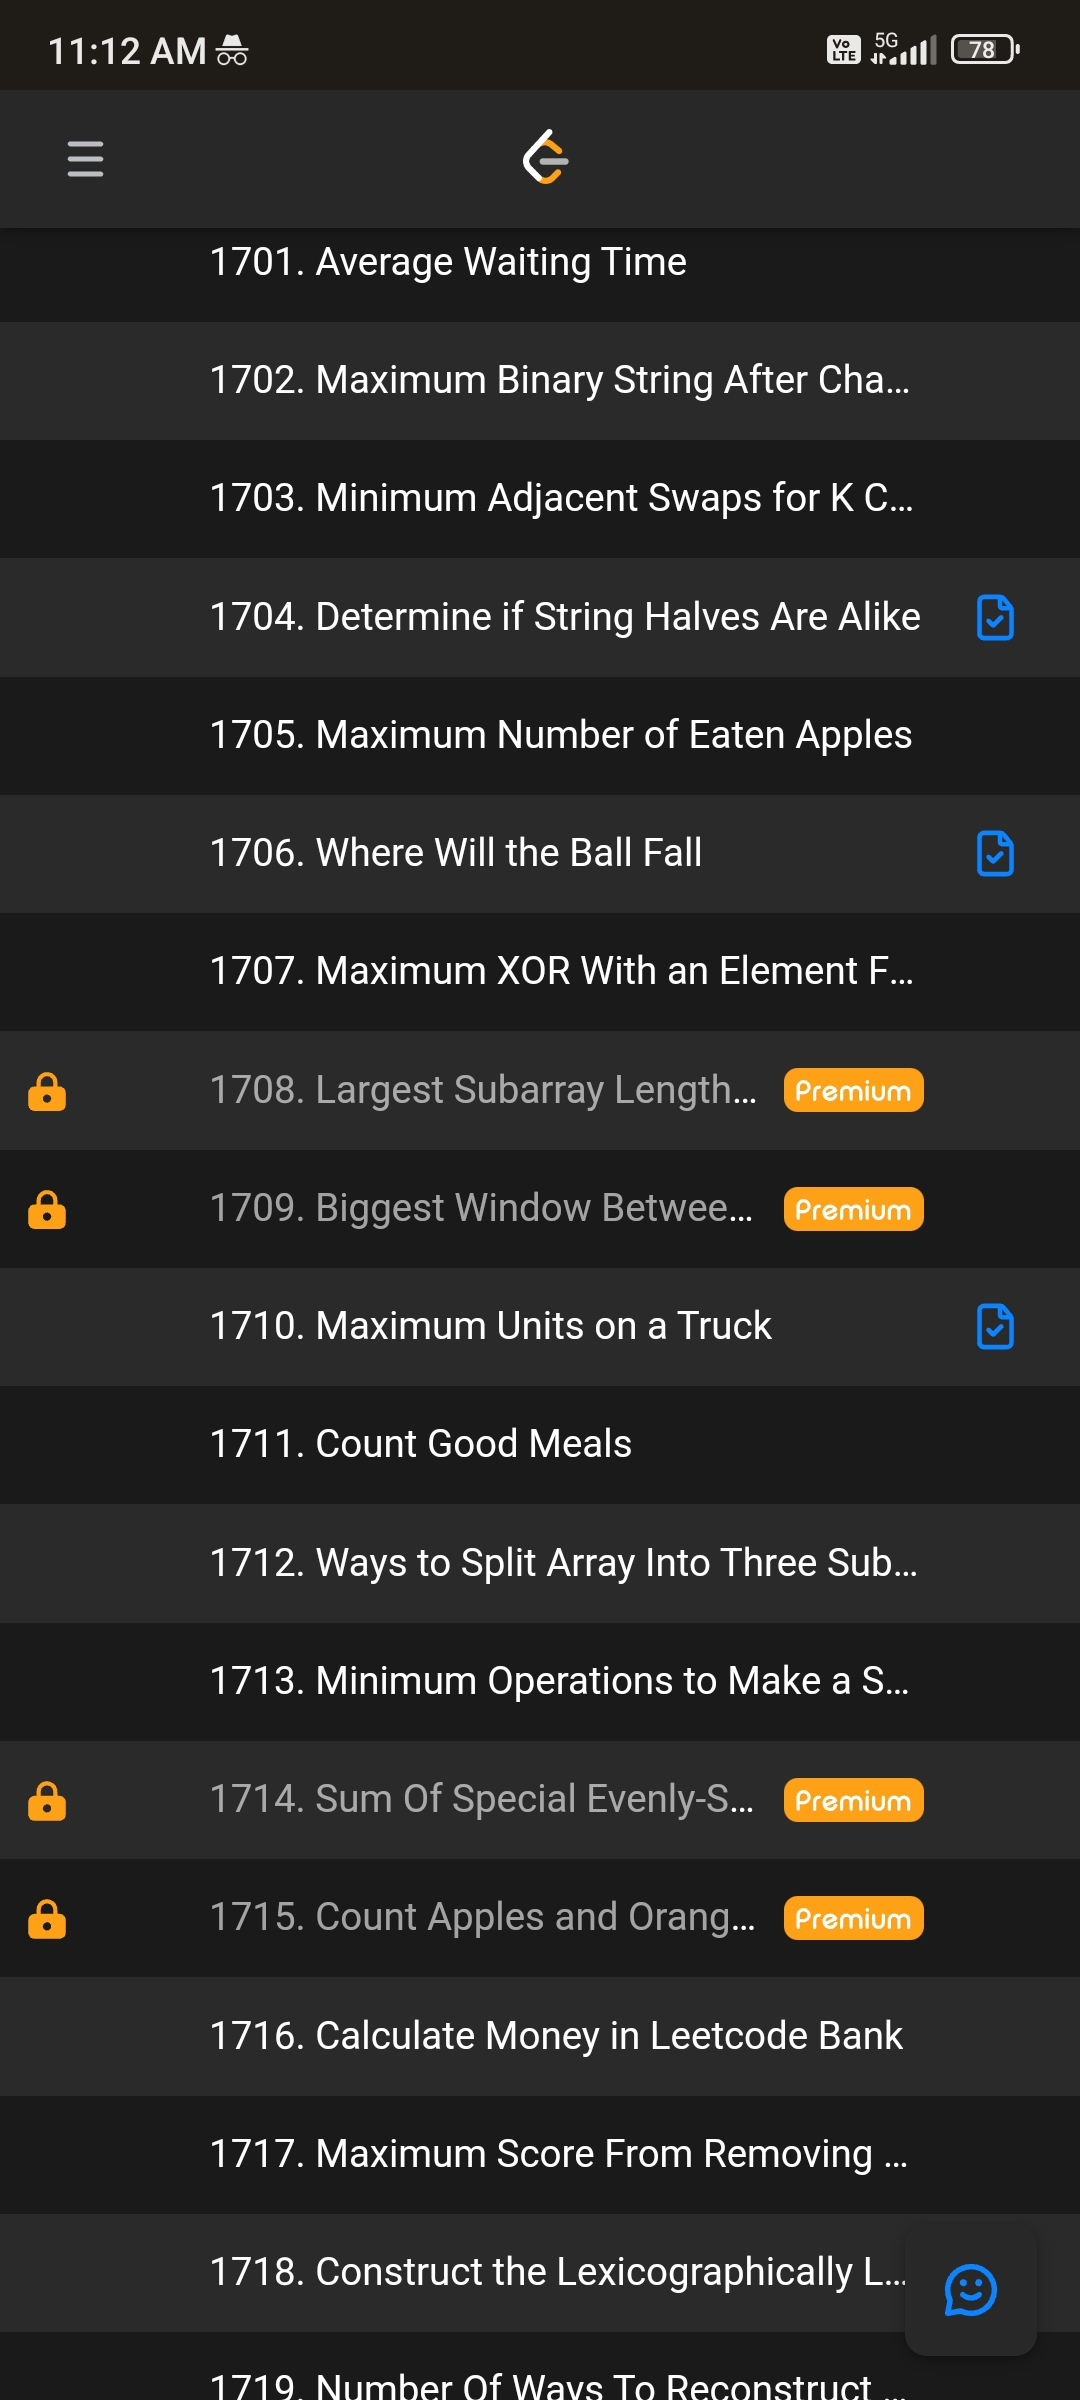 11:12 AM
Vo LTE 5G 78
1701. Average Waiting Time
1702. Maximum Binary String After Cha...
1703. Minimum Adjacent Swaps for K C...
1704. Determine if String Halves Are Alike
1705. Maximum Number of Eaten Apples
1706. Where Will the Ball Fall
1707. Maximum XOR With an Element F...
1708. Largest Subarray Length... Premium
1709. Biggest Window Betwee... Premium
1710. Maximum Units on a Truck
1711. Count Good Meals
1712. Ways to Split Array Into Three Sub...
1713. Minimum Operations to Make a S...
1714. Sum Of Special Evenly-S... Premium
1715. Count Apples and Orang... Premium
1716. Calculate Money in Leetcode Bank
1717. Maximum Score From Removing ...
1718. Construct the Lexicographically L...
1719. Number Of Ways To Reconstruct ...